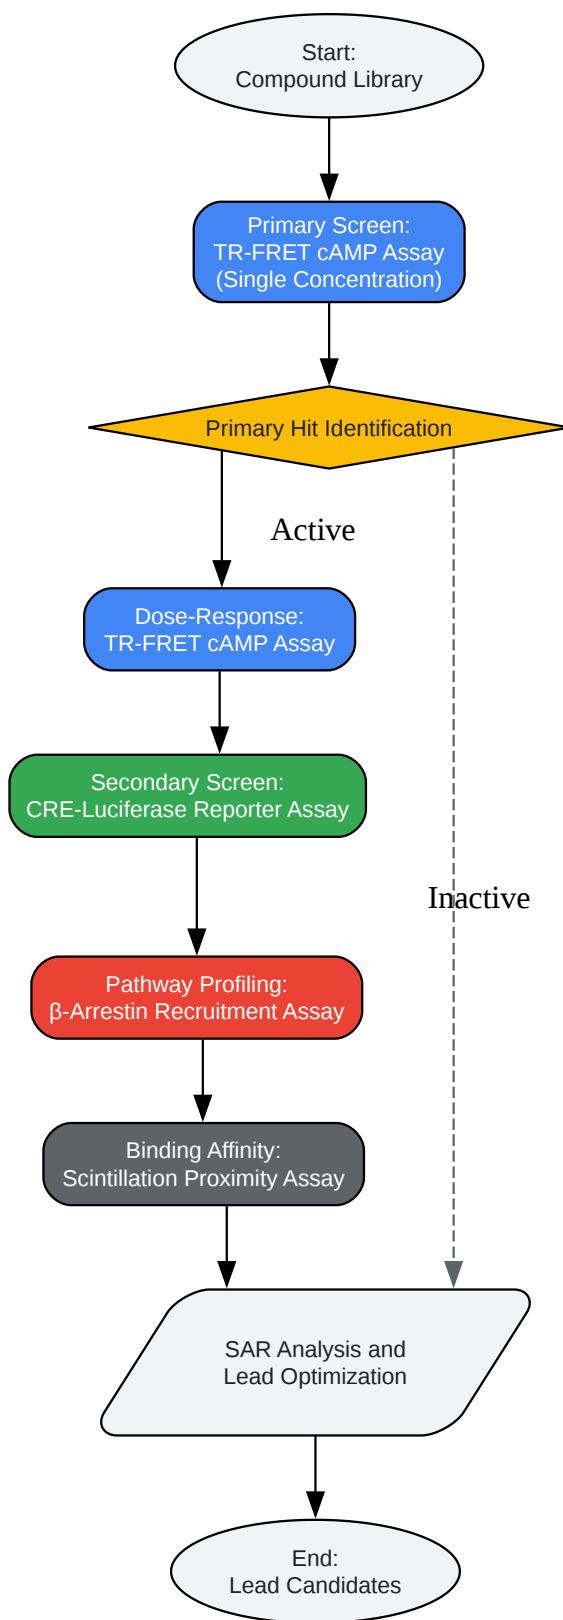 Start:
Compound Library
Primary Screen:
TR-FRET cAMP Assay
(Single Concentration)
Primary Hit Identification
Active
Dose-Response:
TR-FRET cAMP Assay
Secondary Screen:
CRE-Luciferase Reporter Assay
Inactive
Pathway Profiling:
β-Arrestin Recruitment Assay
Binding Affinity:
Scintillation Proximity Assay
SAR Analysis and
Lead Optimization
End:
Lead Candidates